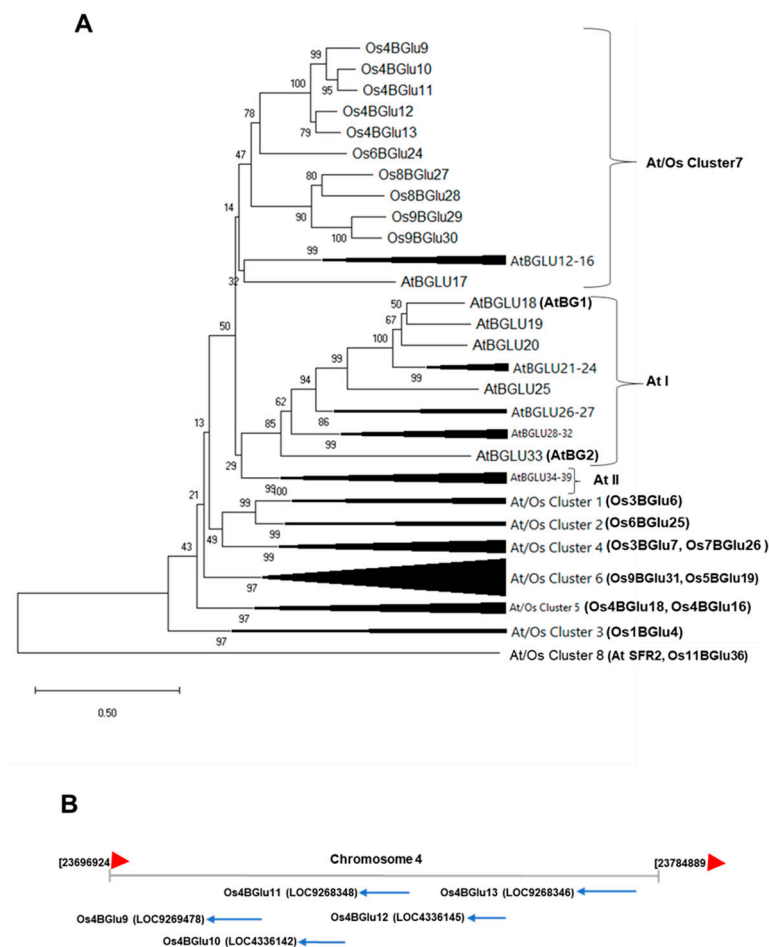 A
99
Os4BGlu9
Os4BGlu10
100
95
Os4BGlu11
78
Os4BGlu12
79
Os4BGlu13
47
Os6BGlu24
At/Os Cluster7
80
Os8BGlu27
Os8BGlu28
14
90
Os9BGlu29
100
Os9BGlu30
99
AtBGLU12-16
32
AtBGLU17
50
AtBGLU18 (AtBG1)
67
AtBGLU19
50
100
AtBGLU20
99
AtBGLU21-24
99
At I
94
AtBGLU25
62
86
AtBGLU26-27
85
99
AtBGLU28-32
AtBGLU33 (AtBG2)
13
29
AtBGLU34-39
At II
99
100
At/Os Cluster 1 (Os3BGlu6)
21
99
At/Os Cluster 2 (Os6BGlu25)
99
49
At/Os Cluster 4 (Os3BGlu7, Os7BGlu26 )
43
99
At/Os Cluster 6 (Os9BGlu31, Os5BGlu19)
97
At/Os Cluster 5 (Os4BGlu18, Os4BGlu16)
97
At/Os Cluster 3 (Os1BGlu4)
97
At/Os Cluster 8 (At SFR2, Os11BGlu36)
0.50
B
[23696924
Chromosome 4
[23784889
Os4BGlu11 (LOC9268348)
Os4BGlu13 (LOC9268346)
Os4BGlu9 (LOC9269478)
Os4BGlu12 (LOC4336145)
Os4BGlu10 (LOC4336142)